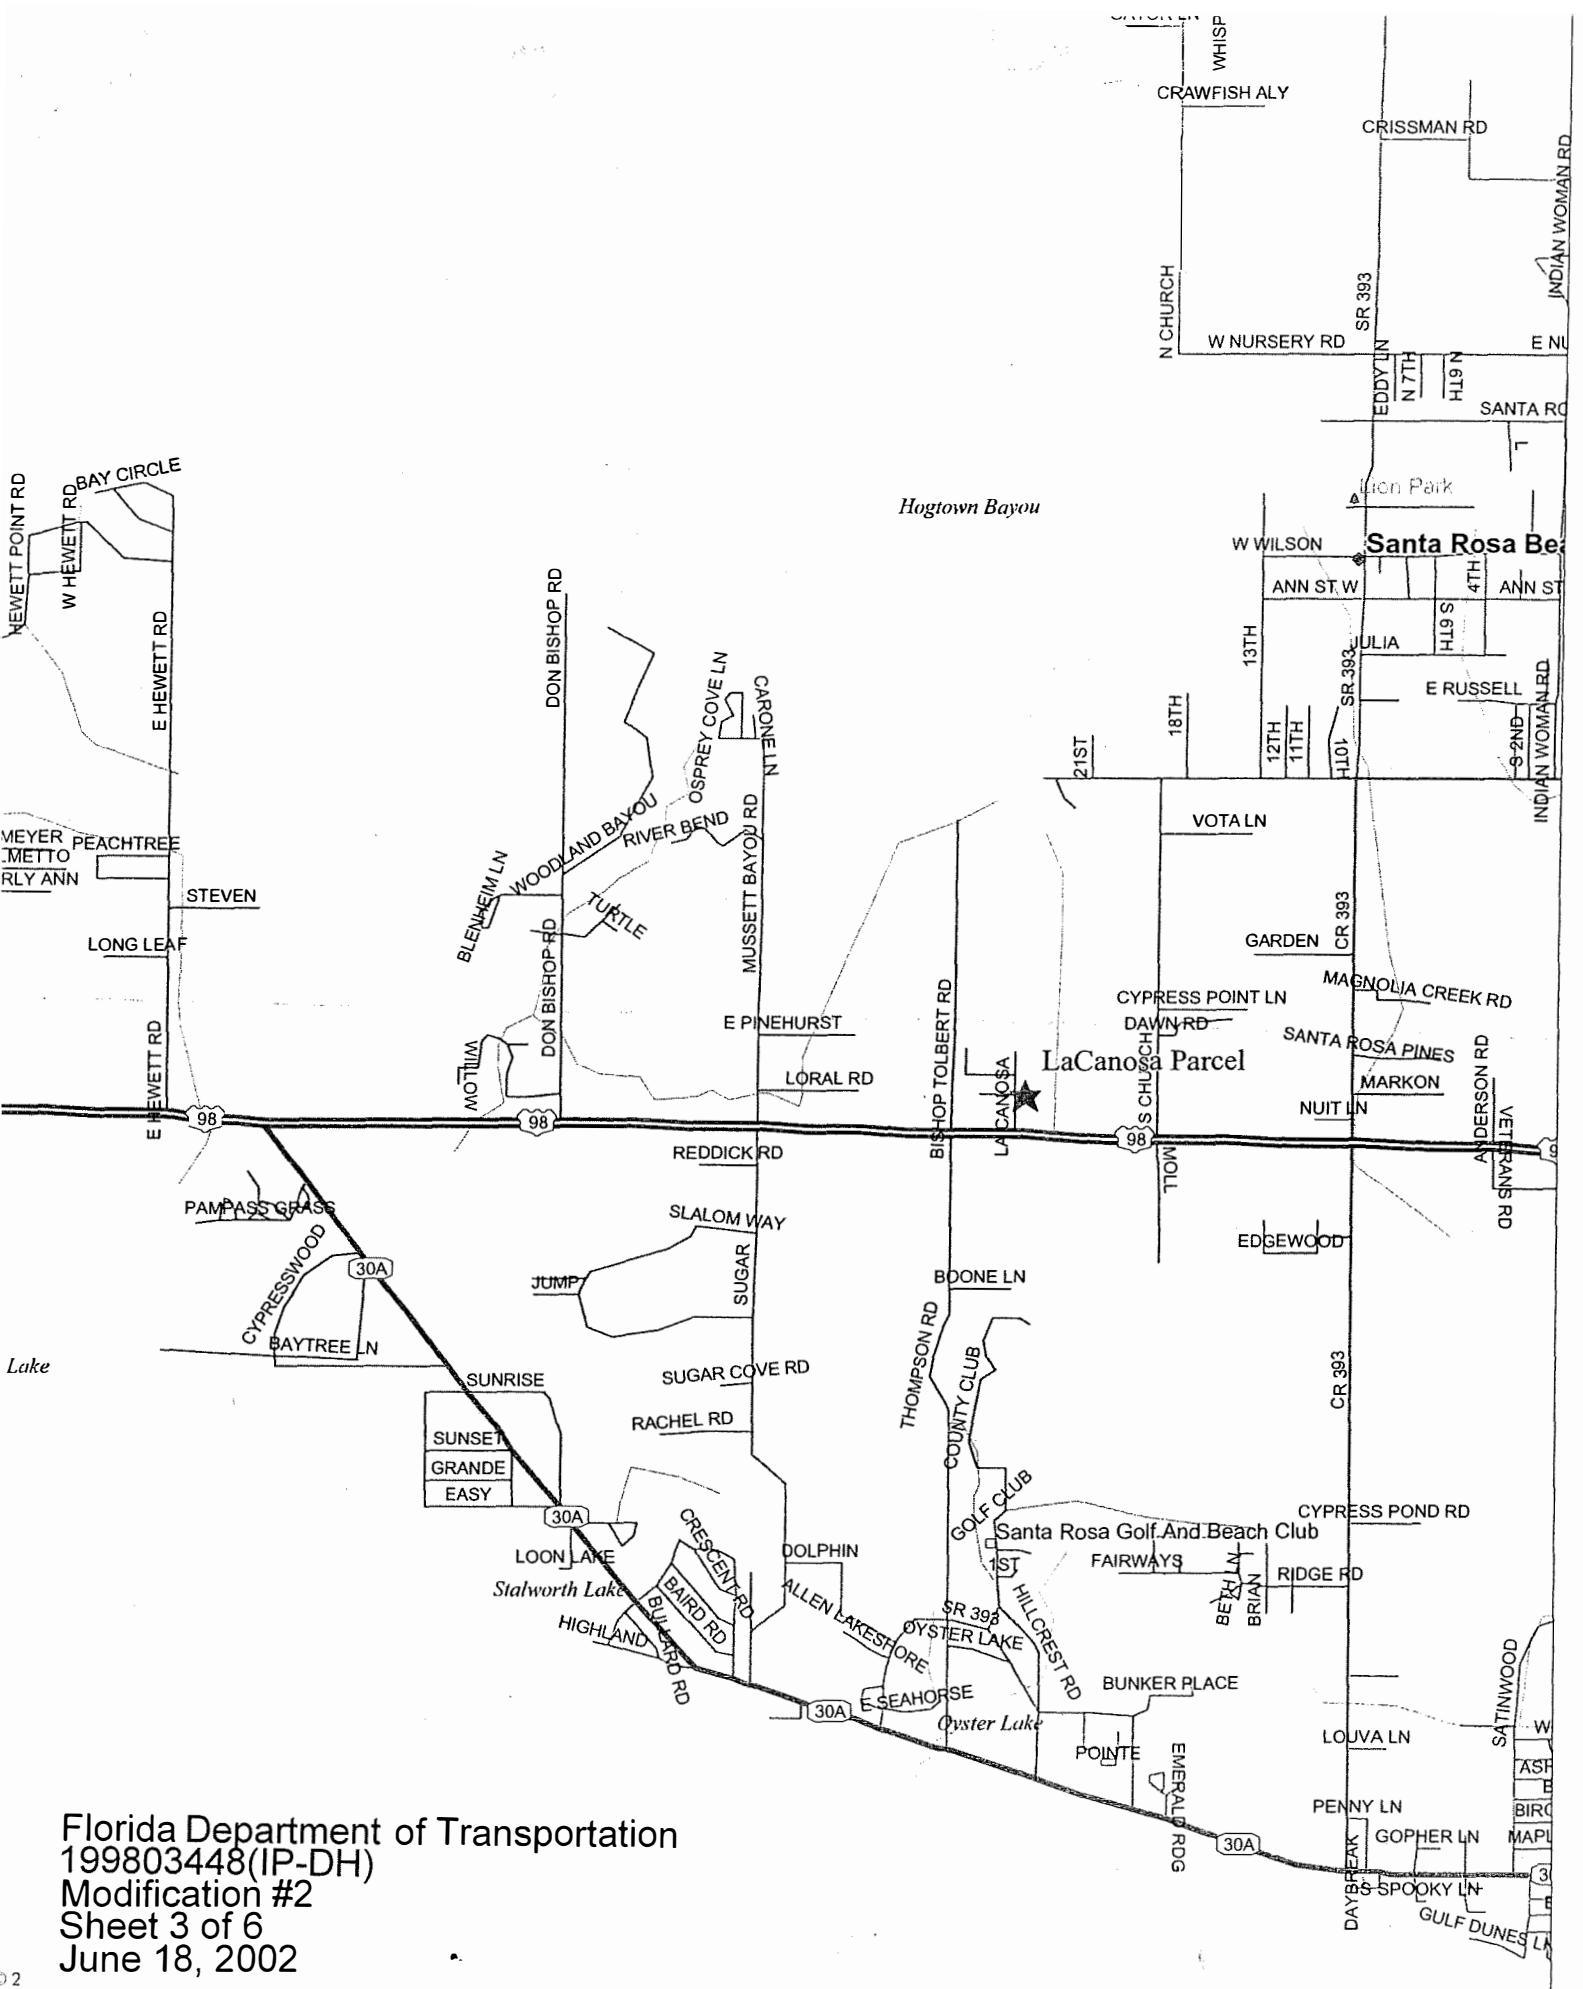 CRAWFISH ALY
CRISSMAN RD
INDIAN WOMAN RD
SR 393
N CHURCH
W NURSERY RD
EDDY LN
N 7TH
N 6TH
SANTA
L
Lion Park
Hogtown Bayou
W WILSON
Santa Rosa
ANN ST W
4TH
ANN ST
S 6TH
13TH
JULIA
SR 393
E RUSSELL
S 2ND
INDIAN WOMAN RD
21ST
18TH
12TH
11TH
10TH
BAY CIRCLE
HEWETT POINT RD
W HEWETT RD
E HEWETT RD
DON BISHOP RD
OSPREY COVE LN
CARONE LN
WOODLAND BAYOU
RIVER BEND
MUSSETT BAYOU RD
VOTA LN
MEYER
PEACHTREE
RLY ANN
STEVEN
BLENHEIM LN
TURTLE
LONG LEAF
DON BISHOP RD
CR 393
GARDEN
MAGNOLIA CREEK RD
CYPRESS POINT LN
DAWN RD
E PINEHURST
BISHOP TOLBERT RD
SANTA ROSA PINES
E HEWETT RD
WILLOW
LORAL RD
LA CANOSA
LaCanosa Parcel
S CHURCH
MARKON
NUIT LN
ANDERSON RD
VETERANS RD
98
98
98
9
REDDICK RD
MOLL
PAMPASS GRASS
SLALOM WAY
CYPRESSWOOD
30A
JUMP
SUGAR
EDGEWOOD
BOONE LN
BAYTREE LN
Lake
THOMPSON RD
COUNTY CLUB
CR 393
SUNRISE
SUGAR COVE RD
RACHEL RD
SUNSET
GRANDE
EASY
30A
GOLF CLUB
CYPRESS POND RD
Santa Rosa Golf And Beach Club
LOON LAKE
CRESCENT RD
DOLPHIN
1ST
FAIRWAYS
BETH LN
BRIAN
RIDGE RD
Stalworth Lake
BAIRD RD
BULLARD RD
HIGHLAND
ALLEN LAKESHORE
SR 393
OYSTER LAKE
HILLCREST RD
BUNKER PLACE
SATINWOOD
E SEAHORSE
30A
Oyster Lake
POINTE
EMERALD RDG
LOUVA LN
W
PENNY LN
30A
GOPHER LN
DAYBREAK
S SPOOKY LN
GULF DUNES LN
Florida Department of Transportation
199803448(IP-DH)
Modification #2
Sheet 3 of 6
June 18, 2002
2